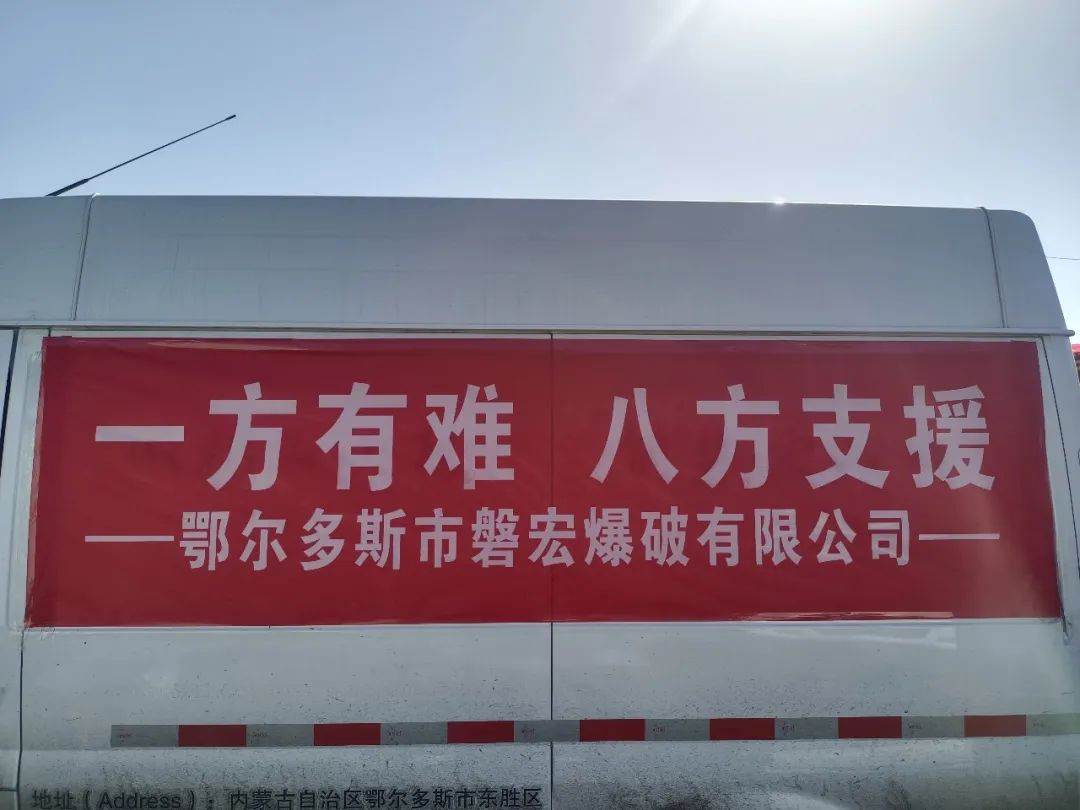 一方有难 八方支援
—鄂尔多斯市磐宏爆破有限公司—
地址（Address）：内蒙古自治区鄂尔多斯市东胜区